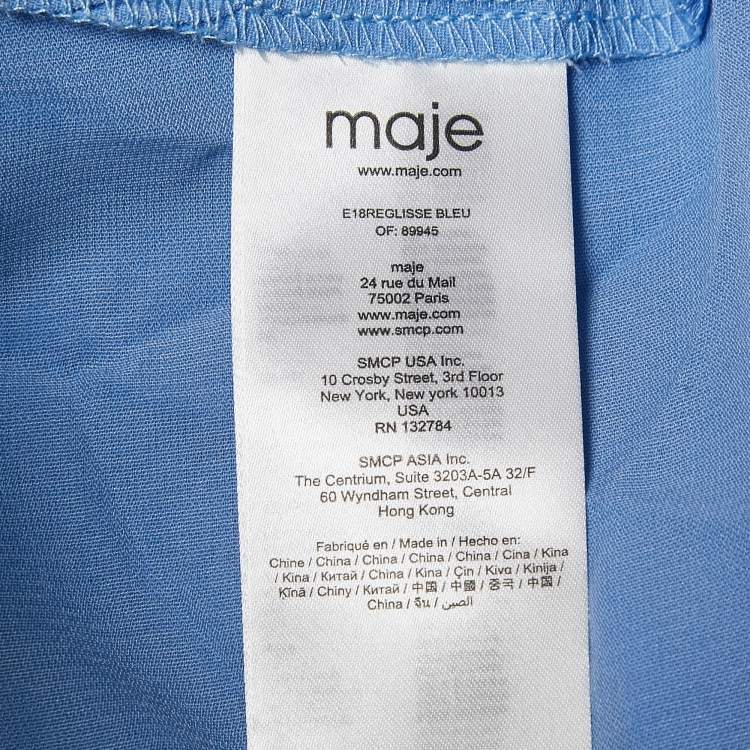 maje
www.maje.com
E18REGLISSE BLEU
OF: 89945
maje
24 rue du Mail
75002 Paris
www.maje.com
www.smcp.com
SMCP USA Inc.
10 Crosby Street, 3rd Floor
New York, New york 10013
USA
RN 132784
SMCP ASIA Inc.
The Centrium, Suite 3203A-5A 32/F
60 Wyndham Street, Central
Hong Kong
Fabriqué en / Made in / Hecho en:
Chine / China / China / China / China / Cina / Kina
/ Kina / Китай / China / Kina / Çin / Κινα / Kinija /
Ķīnā / Chiny / Китай / 中国 / 中國 / 중국 / 中国 /
China / จีน / الصين